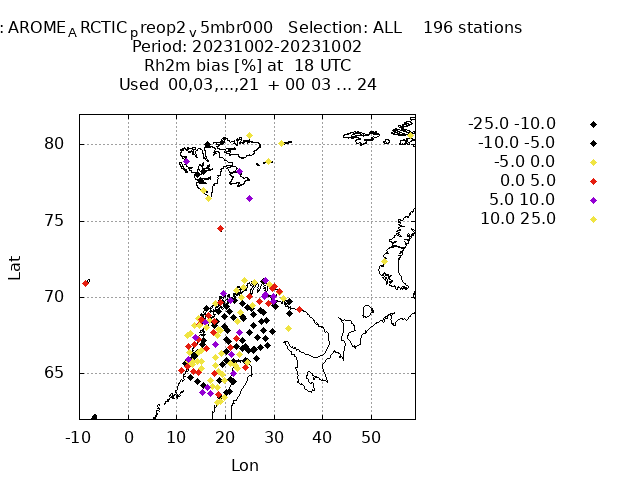 : AROME A RCTIC p reop2 v 5mbr000 Selection: ALL 196 stations
Period: 20231002-20231002
Rh2m bias [%] at 18 UTC
Used 00,03,...,21 + 00 03 ... 24
-25.0 -10.0
-10.0 -5.0
-5.0 0.0
0.0 5.0
5.0 10.0
10.0 25.0
80
75
70
65
Lat
-10 0 10 20 30 40 50
Lon